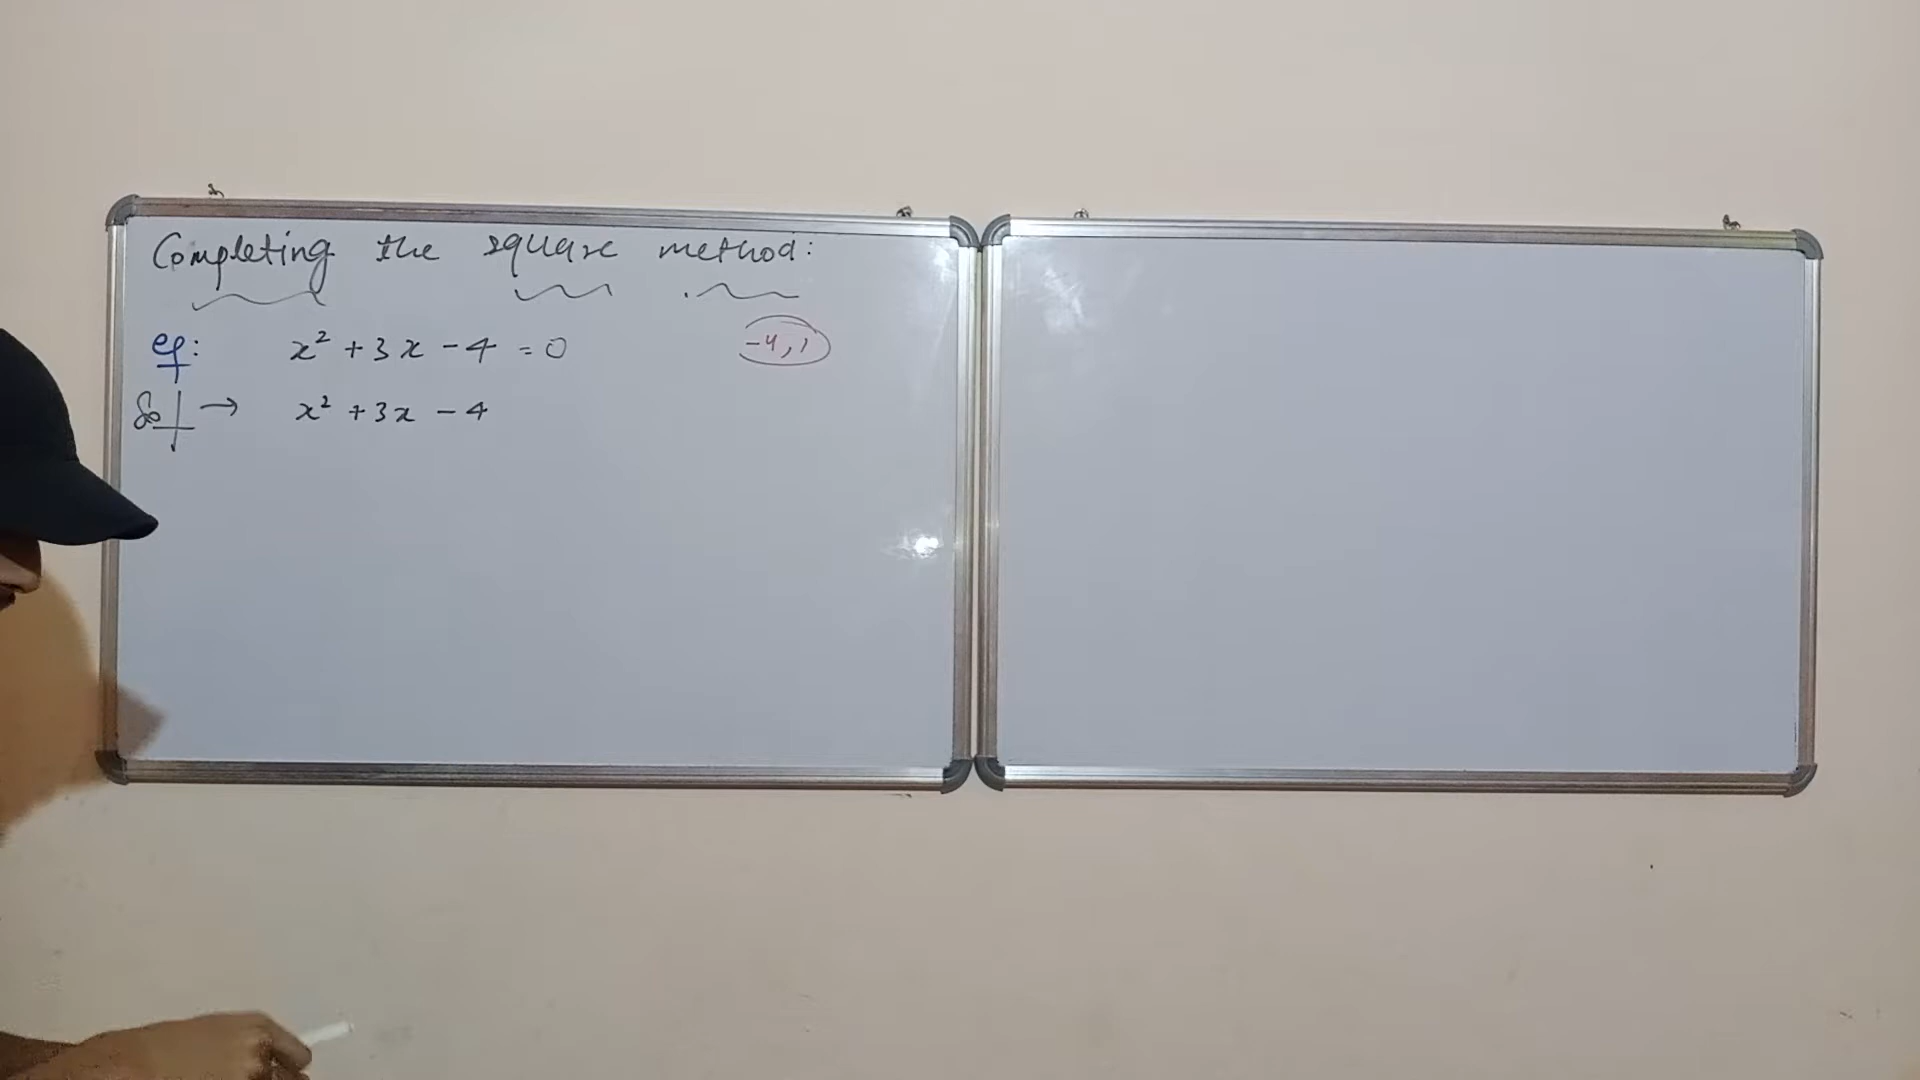 Completing the square method:
eg: x² + 3x - 4 = 0 -4, 1
Sol → x² + 3x - 4